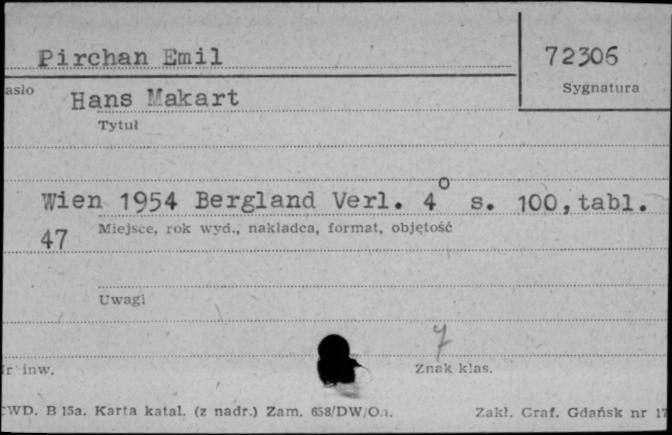 Pirchan Emil
72306
Sygnatura
asło
Hans Makart
Tytuł
Wien 1954 Bergland Verl. 4° s. 100, tabl.
Miejsce, rok wyd., nakładca, format, objętość
47
Uwagi
7
r inw.
Znak klas.
WD. B 15a. Karta katal. (z nadr.) Zam. 658/DW/O.
Zakł. Graf. Gdańsk nr 17